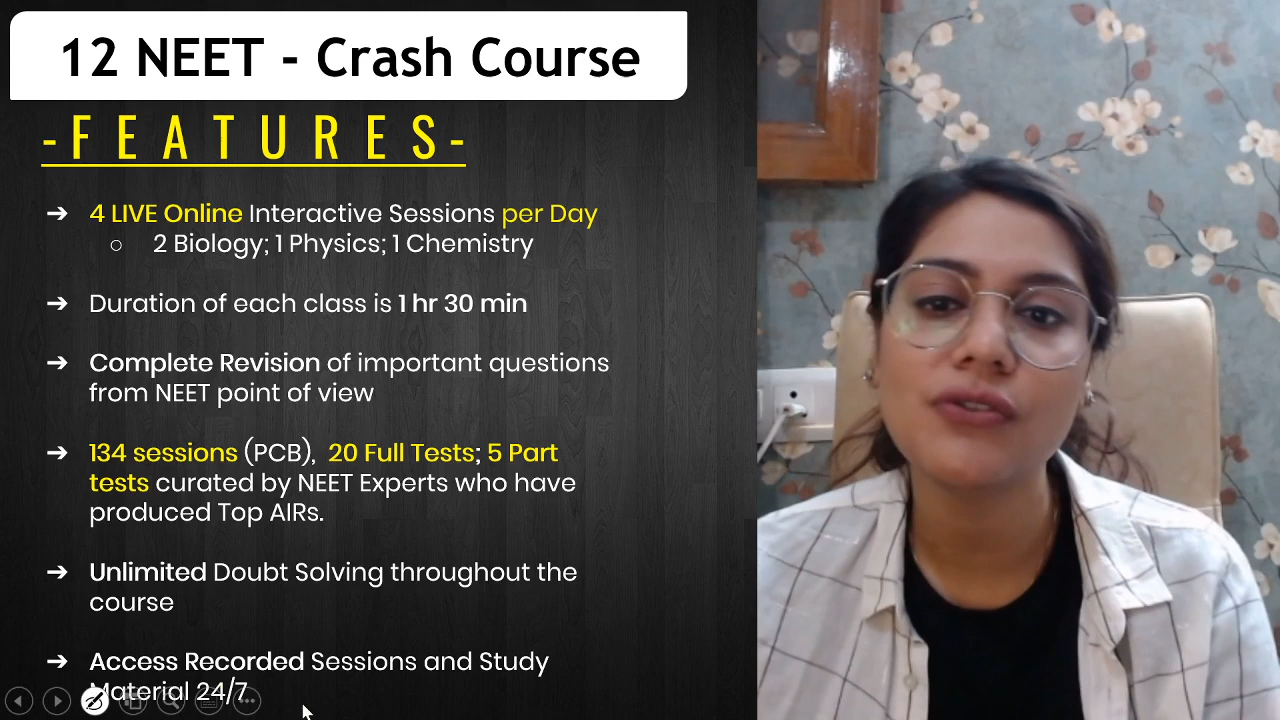 12 NEET - Crash Course
-FEATURES-
➔ 4 LIVE Online Interactive Sessions per Day
○ 2 Biology; 1 Physics; 1 Chemistry
➔ Duration of each class is 1 hr 30 min
➔ Complete Revision of important questions
from NEET point of view
➔ 134 sessions (PCB), 20 Full Tests; 5 Part
tests curated by NEET Experts who have
produced Top AIRs.
➔ Unlimited Doubt Solving throughout the
course
➔ Access Recorded Sessions and Study
Material 24/7